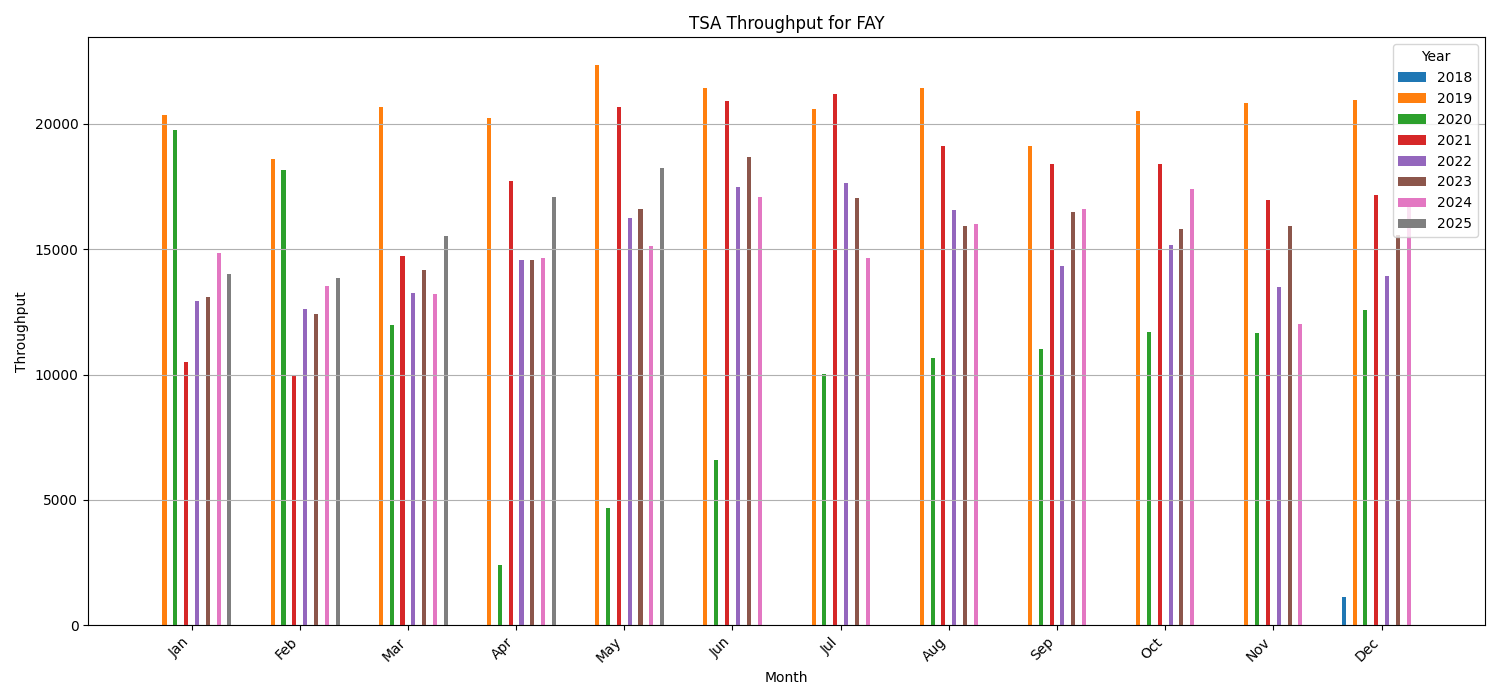 TSA Throughput for FAY
Year
2018
2019
2020
2021
2022
2023
2024
2025
Throughput
20000
15000
10000
5000
0
Jan
Feb
Mar
Apr
May
Jun
Jul
Aug
Sep
Oct
Nov
Dec
Month